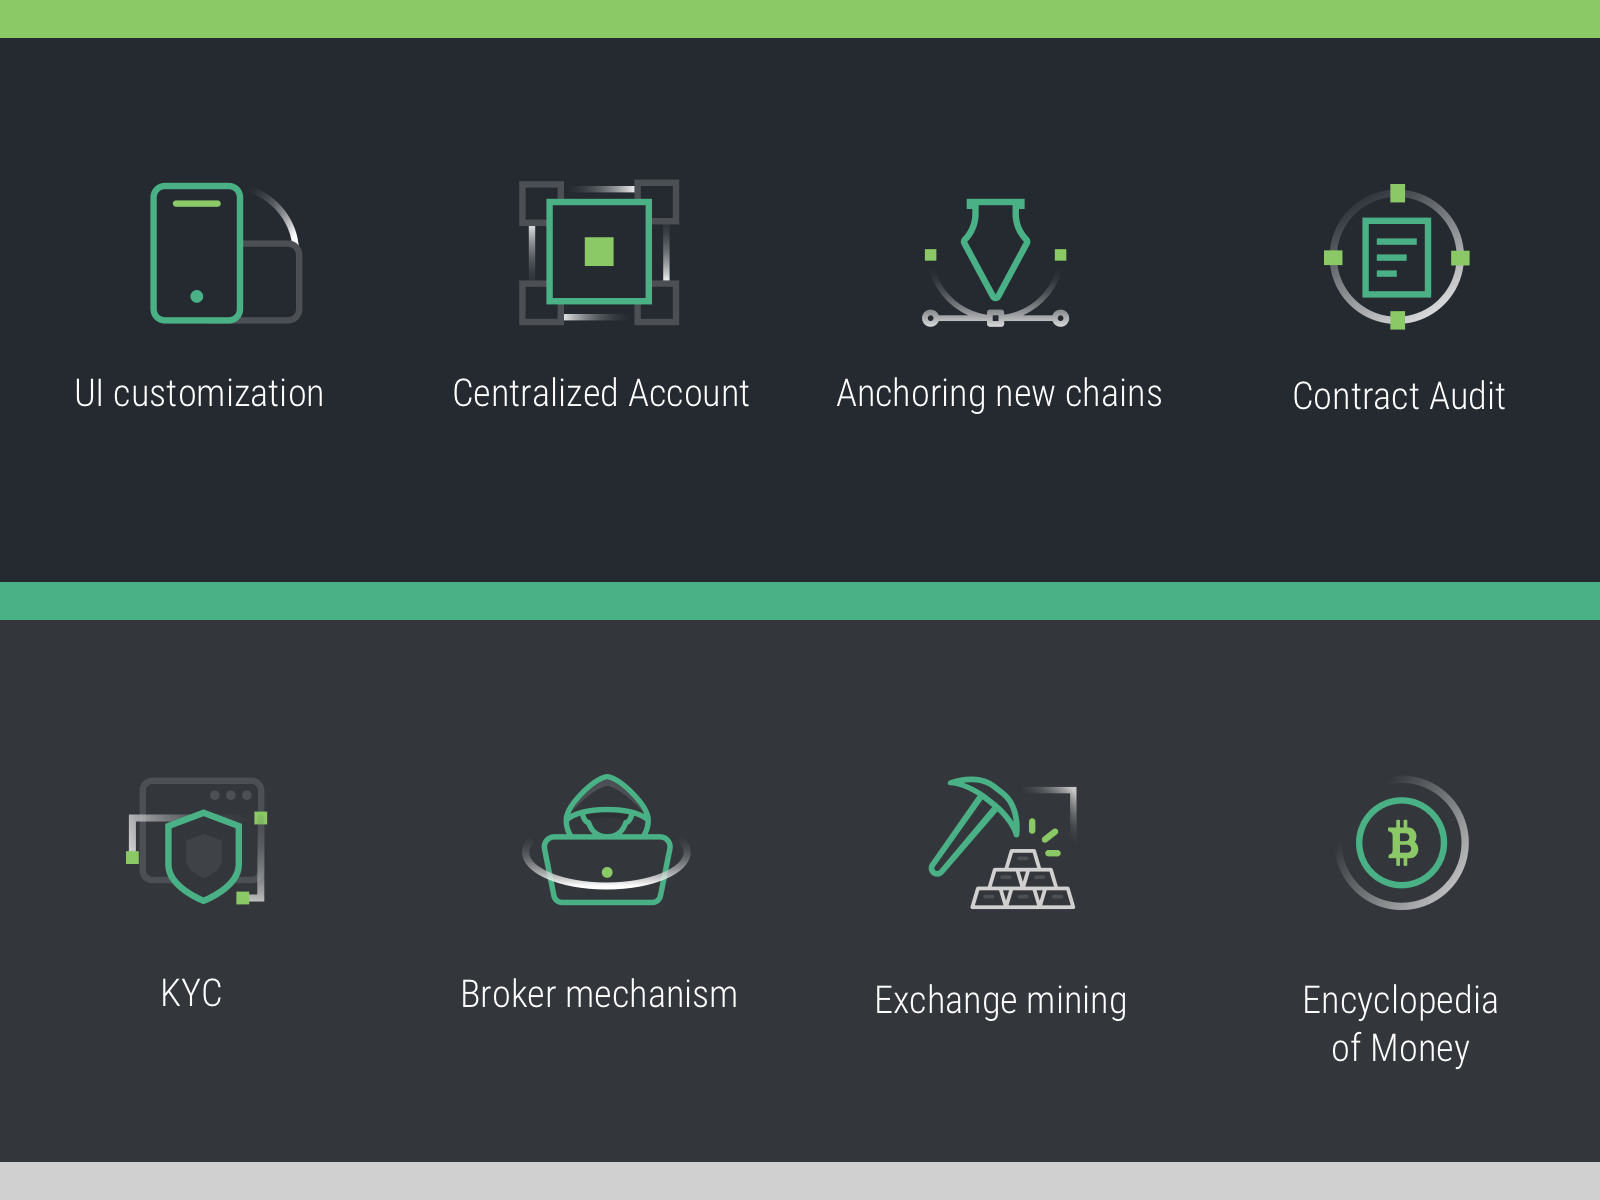 UI customization
Centralized Account
Anchoring new chains
Contract Audit
KYC
Broker mechanism
Exchange mining
Encyclopedia
of Money